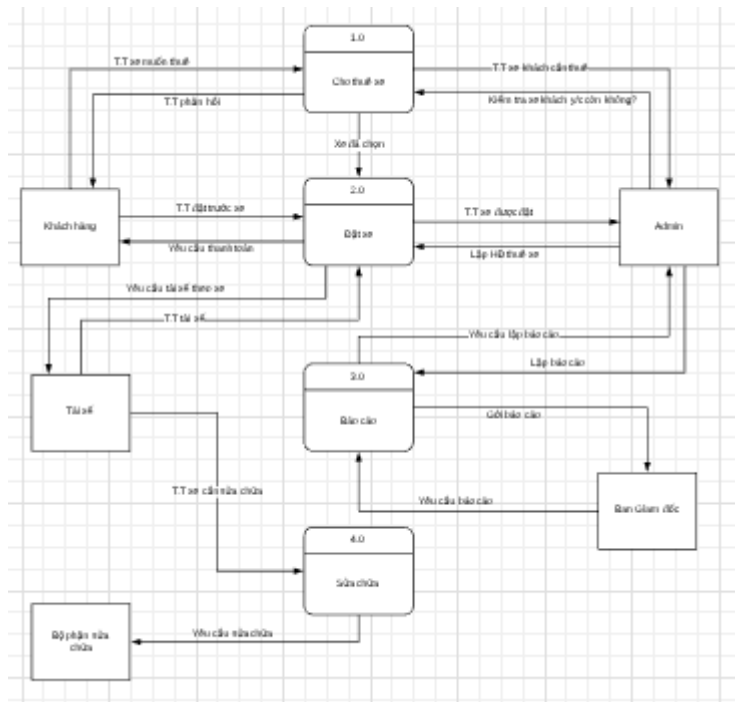 1.0
T.T xe muốn thuê
T.T xe khách cần thuê
Cho thuê xe
T.T phản hồi
Kiểm tra xe khách y/c còn không?
Xe đã chọn
2.0
T.T đặt trước xe
T.T xe được đặt
Khách hàng
Admin
Đặt xe
Yêu cầu thanh toán
Lập HĐ thuê xe
Yêu cầu tài xế theo xe
T.T tài xế
Yêu cầu lập báo cáo
Lập báo cáo
3.0
Tài xế
Báo cáo
Gởi báo cáo
T.T xe cần sửa chữa
Yêu cầu báo cáo
Ban Giam đốc
4.0
Sửa chữa
Bộ phận sửa
chữa
Yêu cầu sửa chữa